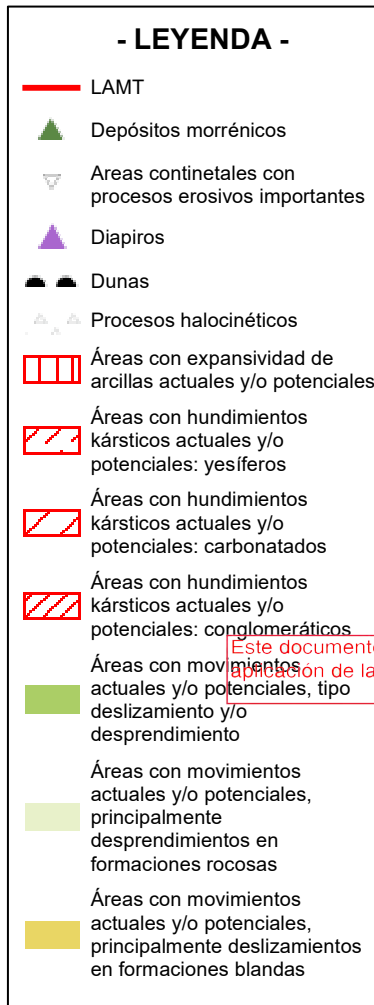 - LEYENDA -
LAMT
Depósitos morrénicos
Areas continetales con
procesos erosivos importantes
Diapiros
Dunas
Procesos halocinéticos
Áreas con expansividad de
arcillas actuales y/o potenciales
Áreas con hundimientos
kársticos actuales y/o
potenciales: yesíferos
Áreas con hundimientos
kársticos actuales y/o
potenciales: carbonatados
Áreas con hundimientos
kársticos actuales y/o
potenciales: conglomeráticos
Este documento
aplicación de la
Áreas con movimientos
actuales y/o potenciales, tipo
deslizamiento y/o
desprendimiento
Áreas con movimientos
actuales y/o potenciales,
principalmente
desprendimientos en
formaciones rocosas
Áreas con movimientos
actuales y/o potenciales,
principalmente deslizamientos
en formaciones blandas